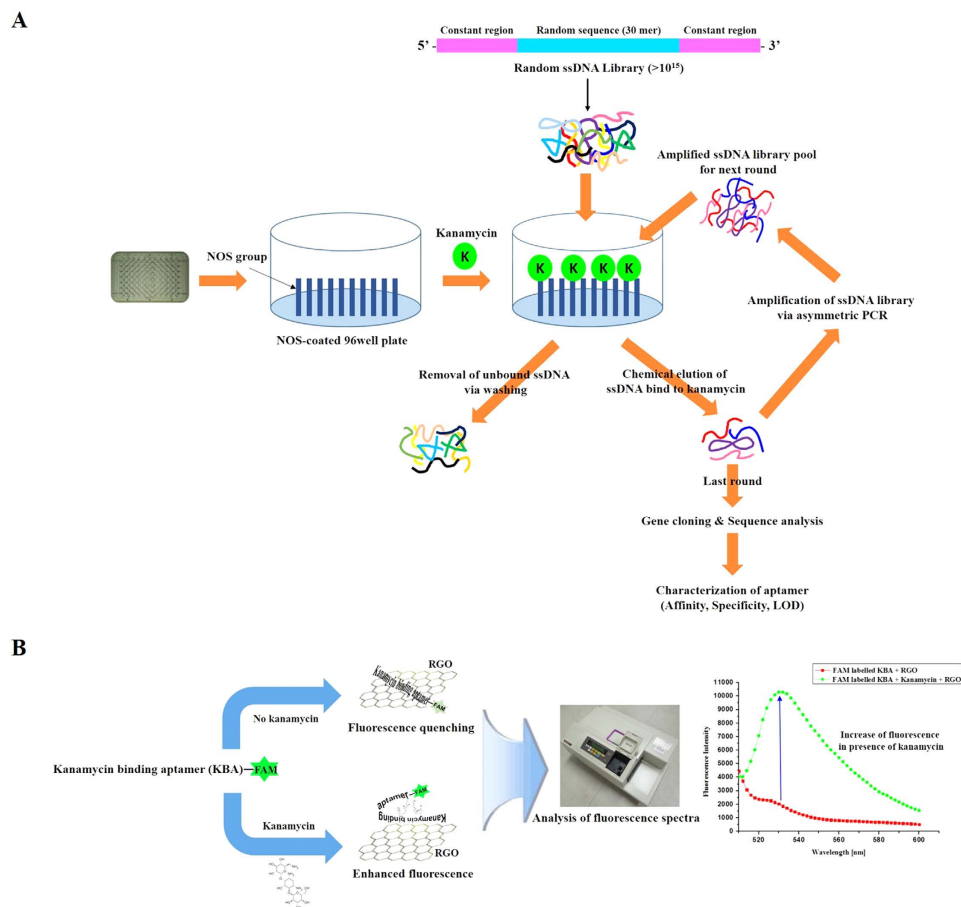 A
Constant region Random sequence (30 mer) Constant region
5’ - - 3’
Random ssDNA Library (>10¹⁵)
Amplified ssDNA library pool
for next round
Kanamycin
K
NOS group
K K K K
NOS-coated 96well plate
Amplification of ssDNA library
via asymmetric PCR
Removal of unbound ssDNA
via washing
Chemical elution of
ssDNA bind to kanamycin
Last round
Gene cloning & Sequence analysis
Characterization of aptamer
(Affinity, Specificity, LOD)
B
No kanamycin
RGO
Kanamycin binding aptamer
FAM
Fluorescence quenching
Kanamycin binding aptamer (KBA)
FAM
Kanamycin
FAM
aptamer
Kanamycin binding
RGO
Enhanced fluorescence
Analysis of fluorescence spectra
FAM labelled KBA + RGO
FAM labelled KBA + Kanamycin + RGO
Increase of fluorescence
in presence of kanamycin
Fluorescence Intensity
11000
10000
9000
8000
7000
6000
5000
4000
3000
2000
1000
0
520 540 560 580 600
Wavelength [nm]